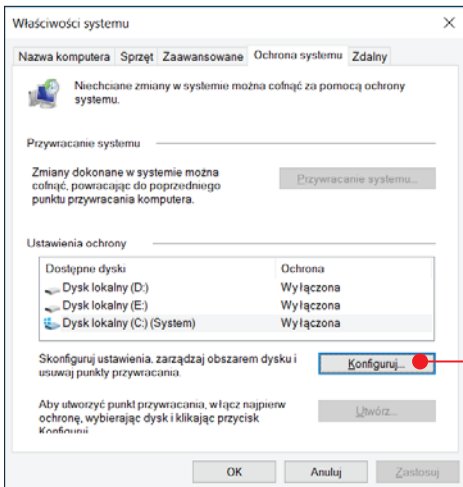 Właściwości systemu
Nazwa komputera Sprzęt Zaawansowane Ochrona systemu Zdalny
Niechciane zmiany w systemie można cofnąć za pomocą ochrony
systemu.
Przywracanie systemu
Zmiany dokonane w systemie można
cofnąć, powracając do poprzedniego
punktu przywracania komputera.
Przywracanie systemu...
Ustawienia ochrony
Dostępne dyski Ochrona
Dysk lokalny (D:) Wyłączona
Dysk lokalny (E:) Wyłączona
Dysk lokalny (C:) (System) Wyłączona
Skonfiguruj ustawienia, zarządzaj obszarem dysku i
usuwaj punkty przywracania.
Konfiguruj...
Aby utworzyć punkt przywracania, włącz najpierw
ochronę, wybierając dysk i klikając przycisk
Konfiguruj.
Utwórz...
OK Anuluj Zastosuj